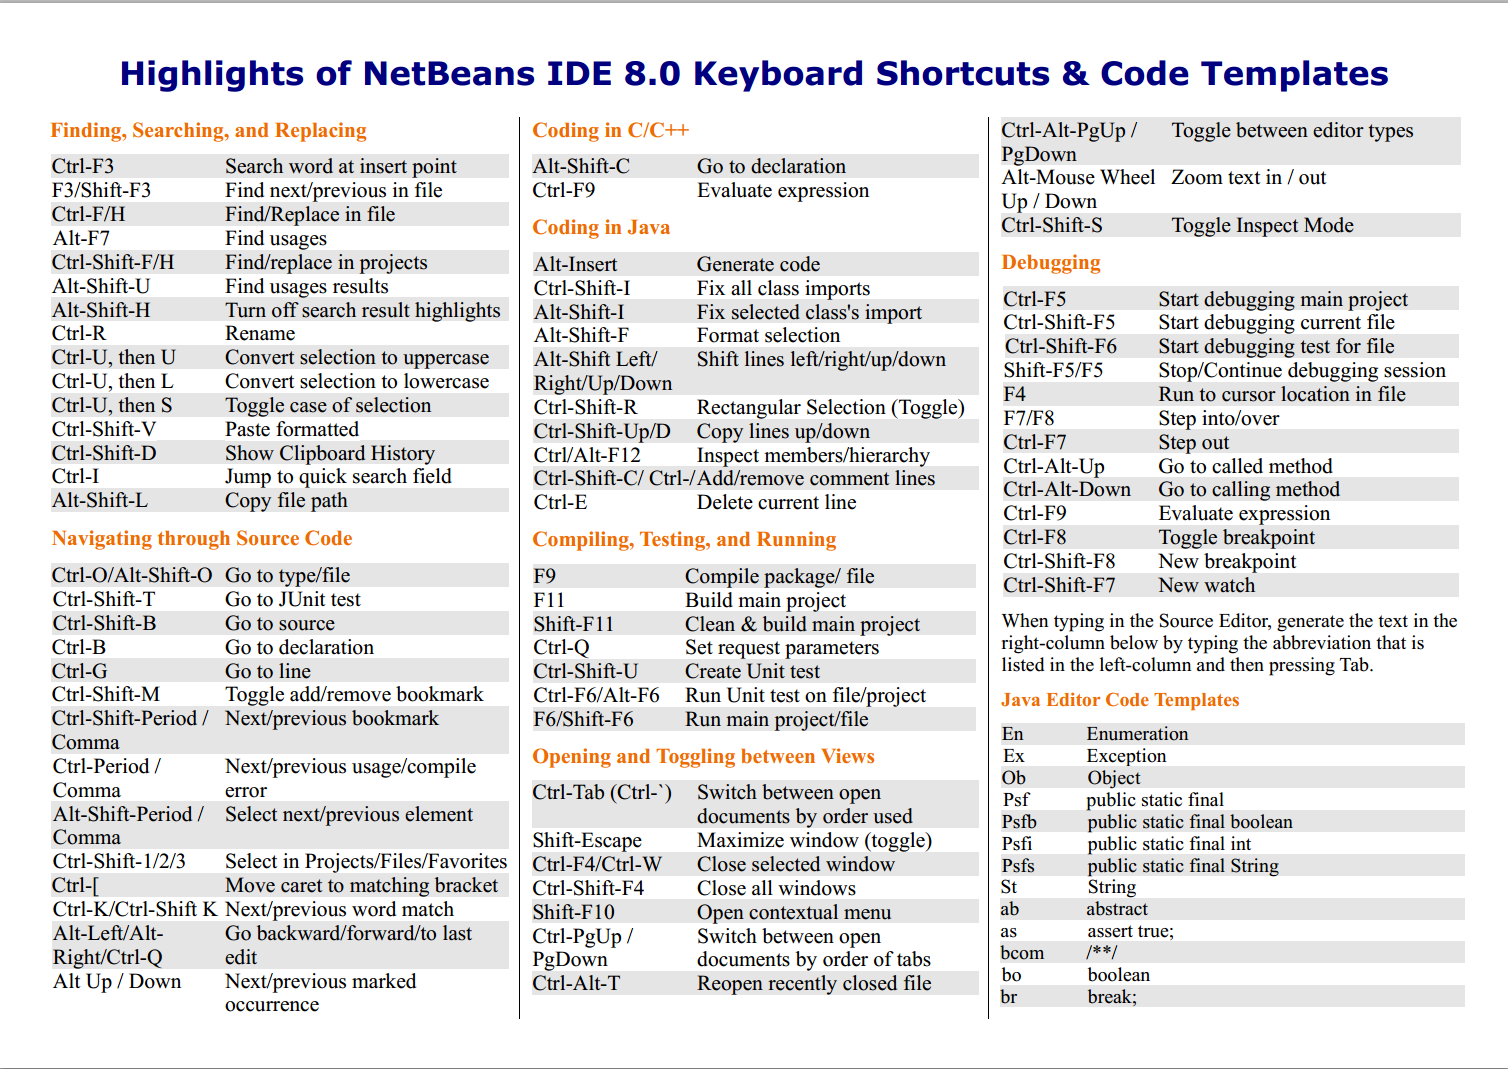 Highlights of NetBeans IDE 8.0 Keyboard Shortcuts & Code Templates
Finding, Searching, and Replacing
Ctrl-F3 Search word at insert point
F3/Shift-F3 Find next/previous in file
Ctrl-F/H Find/Replace in file
Alt-F7 Find usages
Ctrl-Shift-F/H Find/replace in projects
Alt-Shift-U Find usages results
Alt-Shift-H Turn off search result highlights
Ctrl-R Rename
Ctrl-U, then U Convert selection to uppercase
Ctrl-U, then L Convert selection to lowercase
Ctrl-U, then S Toggle case of selection
Ctrl-Shift-V Paste formatted
Ctrl-Shift-D Show Clipboard History
Ctrl-I Jump to quick search field
Alt-Shift-L Copy file path
Navigating through Source Code
Ctrl-O/Alt-Shift-O Go to type/file
Ctrl-Shift-T Go to JUnit test
Ctrl-Shift-B Go to source
Ctrl-B Go to declaration
Ctrl-G Go to line
Ctrl-Shift-M Toggle add/remove bookmark
Ctrl-Shift-Period / Next/previous bookmark
Comma
Ctrl-Period / Next/previous usage/compile
Comma error
Alt-Shift-Period / Select next/previous element
Comma
Ctrl-Shift-1/2/3 Select in Projects/Files/Favorites
Ctrl-[ Move caret to matching bracket
Ctrl-K/Ctrl-Shift K Next/previous word match
Alt-Left/Alt- Go backward/forward/to last
Right/Ctrl-Q edit
Alt Up / Down Next/previous marked
occurrence
Coding in C/C++
Alt-Shift-C Go to declaration
Ctrl-F9 Evaluate expression
Coding in Java
Alt-Insert Generate code
Ctrl-Shift-I Fix all class imports
Alt-Shift-I Fix selected class's import
Alt-Shift-F Format selection
Alt-Shift Left/ Shift lines left/right/up/down
Right/Up/Down
Ctrl-Shift-R Rectangular Selection (Toggle)
Ctrl-Shift-Up/D Copy lines up/down
Ctrl/Alt-F12 Inspect members/hierarchy
Ctrl-Shift-C/ Ctrl-/ Add/remove comment lines
Ctrl-E Delete current line
Compiling, Testing, and Running
F9 Compile package/ file
F11 Build main project
Shift-F11 Clean & build main project
Ctrl-Q Set request parameters
Ctrl-Shift-U Create Unit test
Ctrl-F6/Alt-F6 Run Unit test on file/project
F6/Shift-F6 Run main project/file
Opening and Toggling between Views
Ctrl-Tab (Ctrl-`) Switch between open
documents by order used
Shift-Escape Maximize window (toggle)
Ctrl-F4/Ctrl-W Close selected window
Ctrl-Shift-F4 Close all windows
Shift-F10 Open contextual menu
Ctrl-PgUp / Switch between open
PgDown documents by order of tabs
Ctrl-Alt-T Reopen recently closed file
Ctrl-Alt-PgUp / Toggle between editor types
PgDown
Alt-Mouse Wheel Zoom text in / out
Up / Down
Ctrl-Shift-S Toggle Inspect Mode
Debugging
Ctrl-F5 Start debugging main project
Ctrl-Shift-F5 Start debugging current file
Ctrl-Shift-F6 Start debugging test for file
Shift-F5/F5 Stop/Continue debugging session
F4 Run to cursor location in file
F7/F8 Step into/over
Ctrl-F7 Step out
Ctrl-Alt-Up Go to called method
Ctrl-Alt-Down Go to calling method
Ctrl-F9 Evaluate expression
Ctrl-F8 Toggle breakpoint
Ctrl-Shift-F8 New breakpoint
Ctrl-Shift-F7 New watch
When typing in the Source Editor, generate the text in the
right-column below by typing the abbreviation that is
listed in the left-column and then pressing Tab.
Java Editor Code Templates
En Enumeration
Ex Exception
Ob Object
Psf public static final
Psfb public static final boolean
Psfi public static final int
Psfs public static final String
St String
ab abstract
as assert true;
bcom /**/
bo boolean
br break;